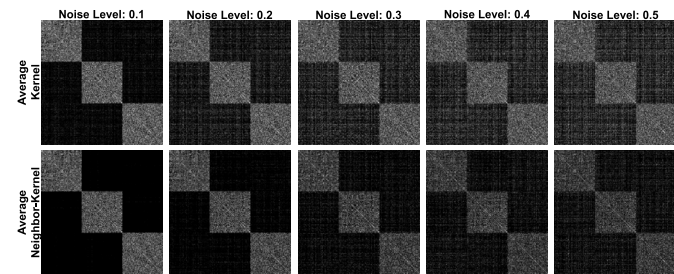 Noise Level: 0.1
Noise Level: 0.2
Noise Level: 0.3
Noise Level: 0.4
Noise Level: 0.5
Average
Kernel
Average
Neighbor-Kernel